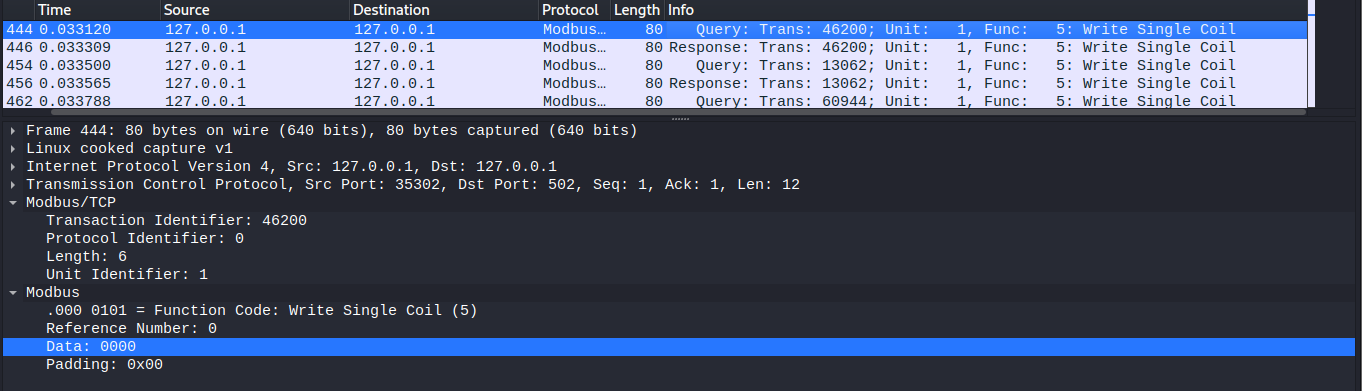 Time Source Destination Protocol Length Info
444 0.033120 127.0.0.1 127.0.0.1 Modbus… 80 Query: Trans: 46200; Unit: 1, Func: 5: Write Single Coil
446 0.033309 127.0.0.1 127.0.0.1 Modbus… 80 Response: Trans: 46200; Unit: 1, Func: 5: Write Single Coil
454 0.033500 127.0.0.1 127.0.0.1 Modbus… 80 Query: Trans: 13062; Unit: 1, Func: 5: Write Single Coil
456 0.033565 127.0.0.1 127.0.0.1 Modbus… 80 Response: Trans: 13062; Unit: 1, Func: 5: Write Single Coil
462 0.033788 127.0.0.1 127.0.0.1 Modbus… 80 Query: Trans: 60944; Unit: 1, Func: 5: Write Single Coil
Frame 444: 80 bytes on wire (640 bits), 80 bytes captured (640 bits)
Linux cooked capture v1
Internet Protocol Version 4, Src: 127.0.0.1, Dst: 127.0.0.1
Transmission Control Protocol, Src Port: 35302, Dst Port: 502, Seq: 1, Ack: 1, Len: 12
Modbus/TCP
Transaction Identifier: 46200
Protocol Identifier: 0
Length: 6
Unit Identifier: 1
Modbus
.000 0101 = Function Code: Write Single Coil (5)
Reference Number: 0
Data: 0000
Padding: 0x00